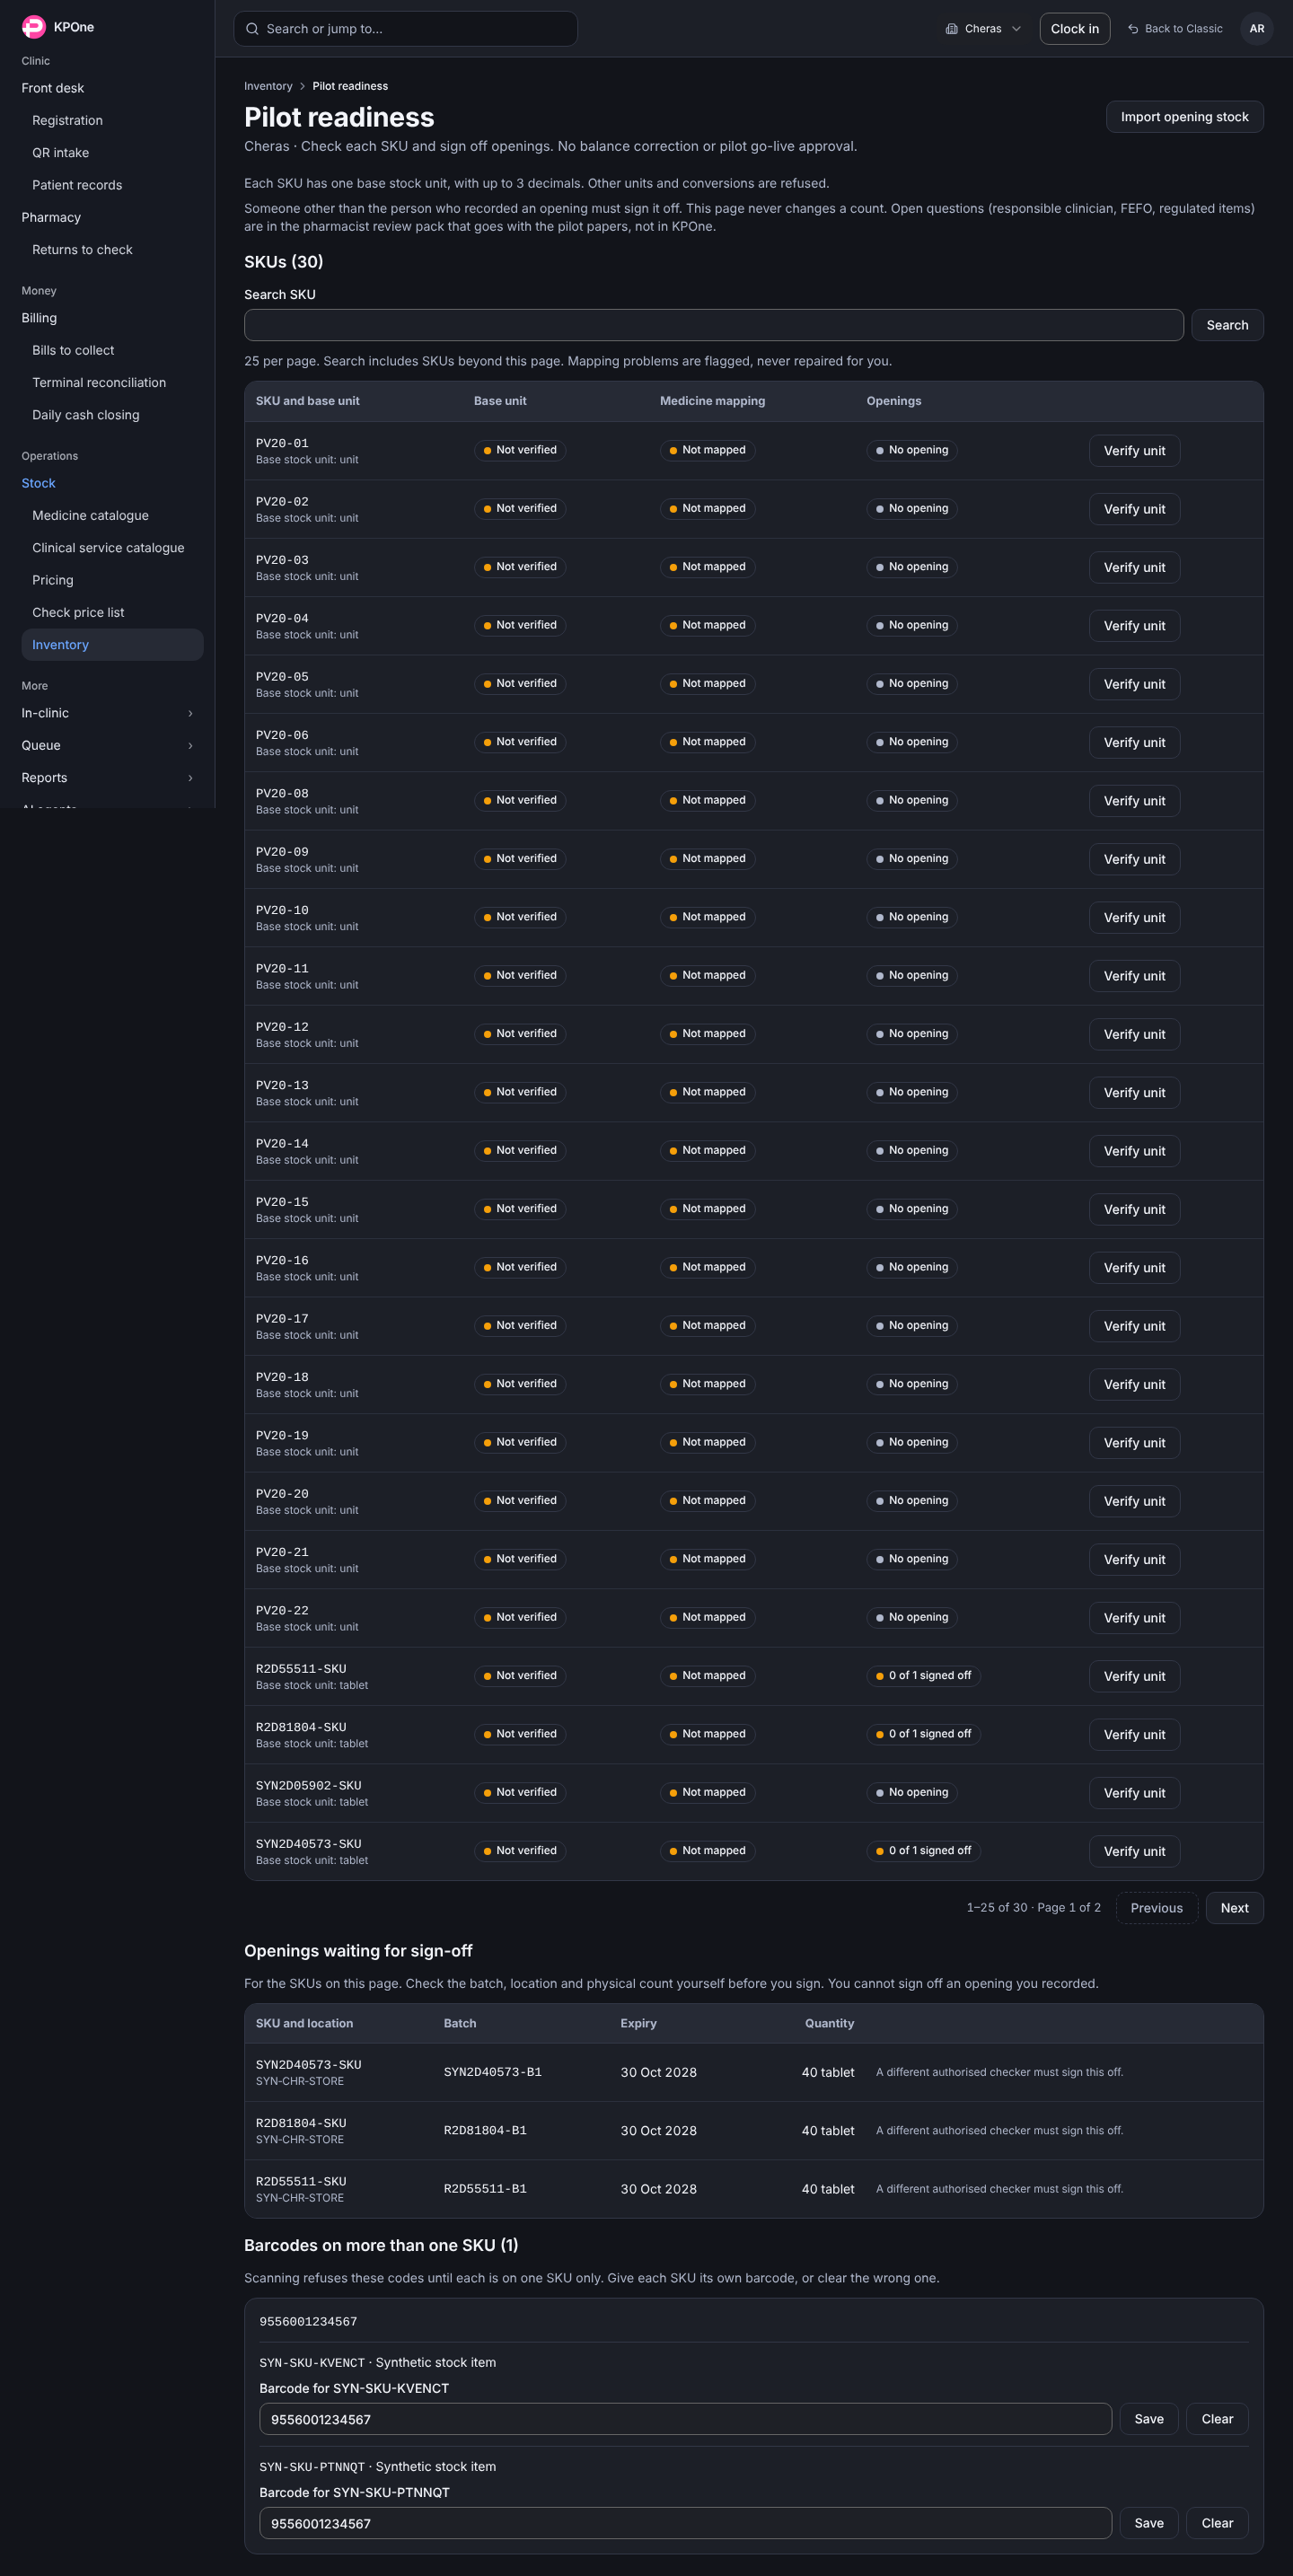 KPOne
Clinic
Front desk
Registration
QR intake
Patient records
Pharmacy
Returns to check
Money
Billing
Bills to collect
Terminal reconciliation
Daily cash closing
Operations
Stock
Medicine catalogue
Clinical service catalogue
Pricing
Check price list
Inventory
More
In-clinic
Queue
Reports
Search or jump to...
Cheras
Clock in
Back to Classic
AR
Inventory > Pilot readiness
Pilot readiness
Import opening stock
Cheras · Check each SKU and sign off openings. No balance correction or pilot go-live approval.
Each SKU has one base stock unit, with up to 3 decimals. Other units and conversions are refused.
Someone other than the person who recorded an opening must sign it off. This page never changes a count. Open questions (responsible clinician, FEFO, regulated items)
are in the pharmacist review pack that goes with the pilot papers, not in KPOne.
SKUs (30)
Search SKU
Search
25 per page. Search includes SKUs beyond this page. Mapping problems are flagged, never repaired for you.
SKU and base unit Base unit Medicine mapping Openings
PV20-01 Not verified Not mapped No opening Verify unit
Base stock unit: unit
PV20-02 Not verified Not mapped No opening Verify unit
Base stock unit: unit
PV20-03 Not verified Not mapped No opening Verify unit
Base stock unit: unit
PV20-04 Not verified Not mapped No opening Verify unit
Base stock unit: unit
PV20-05 Not verified Not mapped No opening Verify unit
Base stock unit: unit
PV20-06 Not verified Not mapped No opening Verify unit
Base stock unit: unit
PV20-08 Not verified Not mapped No opening Verify unit
Base stock unit: unit
PV20-09 Not verified Not mapped No opening Verify unit
Base stock unit: unit
PV20-10 Not verified Not mapped No opening Verify unit
Base stock unit: unit
PV20-11 Not verified Not mapped No opening Verify unit
Base stock unit: unit
PV20-12 Not verified Not mapped No opening Verify unit
Base stock unit: unit
PV20-13 Not verified Not mapped No opening Verify unit
Base stock unit: unit
PV20-14 Not verified Not mapped No opening Verify unit
Base stock unit: unit
PV20-15 Not verified Not mapped No opening Verify unit
Base stock unit: unit
PV20-16 Not verified Not mapped No opening Verify unit
Base stock unit: unit
PV20-17 Not verified Not mapped No opening Verify unit
Base stock unit: unit
PV20-18 Not verified Not mapped No opening Verify unit
Base stock unit: unit
PV20-19 Not verified Not mapped No opening Verify unit
Base stock unit: unit
PV20-20 Not verified Not mapped No opening Verify unit
Base stock unit: unit
PV20-21 Not verified Not mapped No opening Verify unit
Base stock unit: unit
PV20-22 Not verified Not mapped No opening Verify unit
Base stock unit: unit
R2D55511-SKU Not verified Not mapped 0 of 1 signed off Verify unit
Base stock unit: tablet
R2D81804-SKU Not verified Not mapped 0 of 1 signed off Verify unit
Base stock unit: tablet
SYN2D05902-SKU Not verified Not mapped No opening Verify unit
Base stock unit: tablet
SYN2D40573-SKU Not verified Not mapped 0 of 1 signed off Verify unit
Base stock unit: tablet
1–25 of 30 · Page 1 of 2 Previous Next
Openings waiting for sign-off
For the SKUs on this page. Check the batch, location and physical count yourself before you sign. You cannot sign off an opening you recorded.
SKU and location Batch Expiry Quantity
SYN2D40573-SKU SYN2D40573-B1 30 Oct 2028 40 tablet A different authorised checker must sign this off.
SYN-CHR-STORE
R2D81804-SKU R2D81804-B1 30 Oct 2028 40 tablet A different authorised checker must sign this off.
SYN-CHR-STORE
R2D55511-SKU R2D55511-B1 30 Oct 2028 40 tablet A different authorised checker must sign this off.
SYN-CHR-STORE
Barcodes on more than one SKU (1)
Scanning refuses these codes until each is on one SKU only. Give each SKU its own barcode, or clear the wrong one.
9556001234567
SYN-SKU-KVENCT · Synthetic stock item
Barcode for SYN-SKU-KVENCT
9556001234567 Save Clear
SYN-SKU-PTNNQT · Synthetic stock item
Barcode for SYN-SKU-PTNNQT
9556001234567 Save Clear